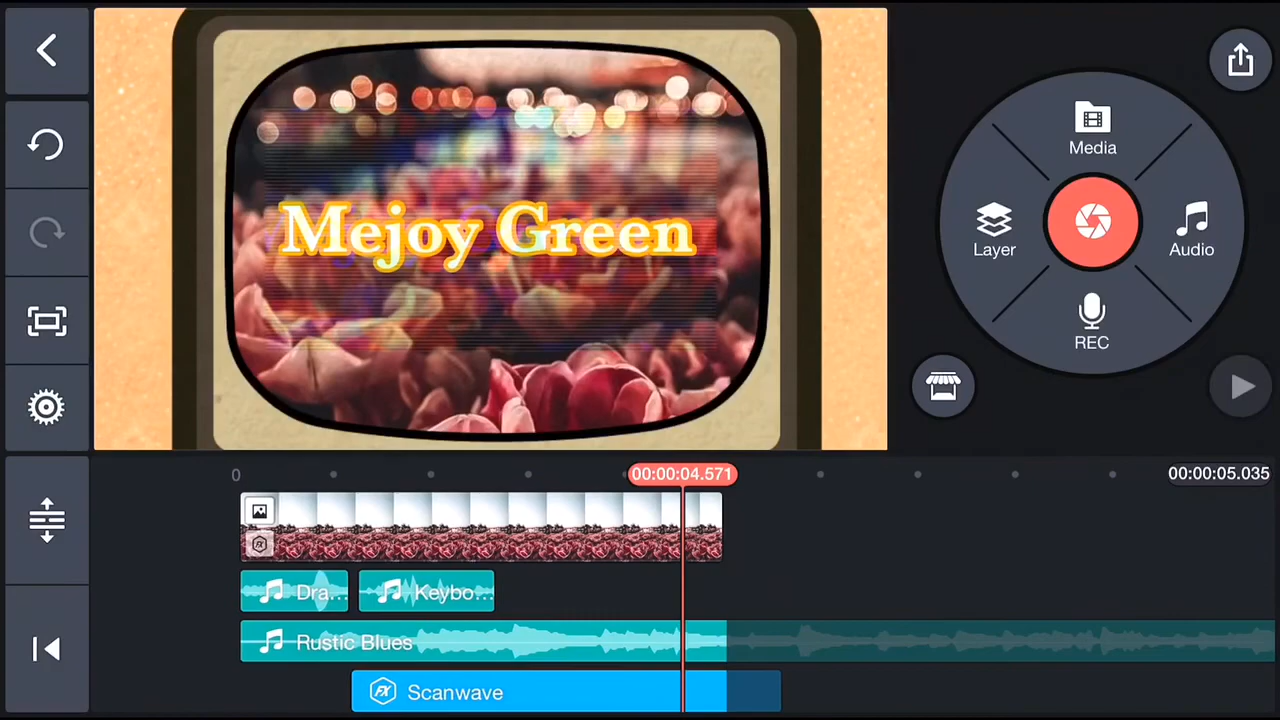 Mejoy Green
Media
Layer
Audio
REC
0
00:00:04.571
00:00:05.035
Dra...
Keybo...
Rustic Blues
FX Scanwave